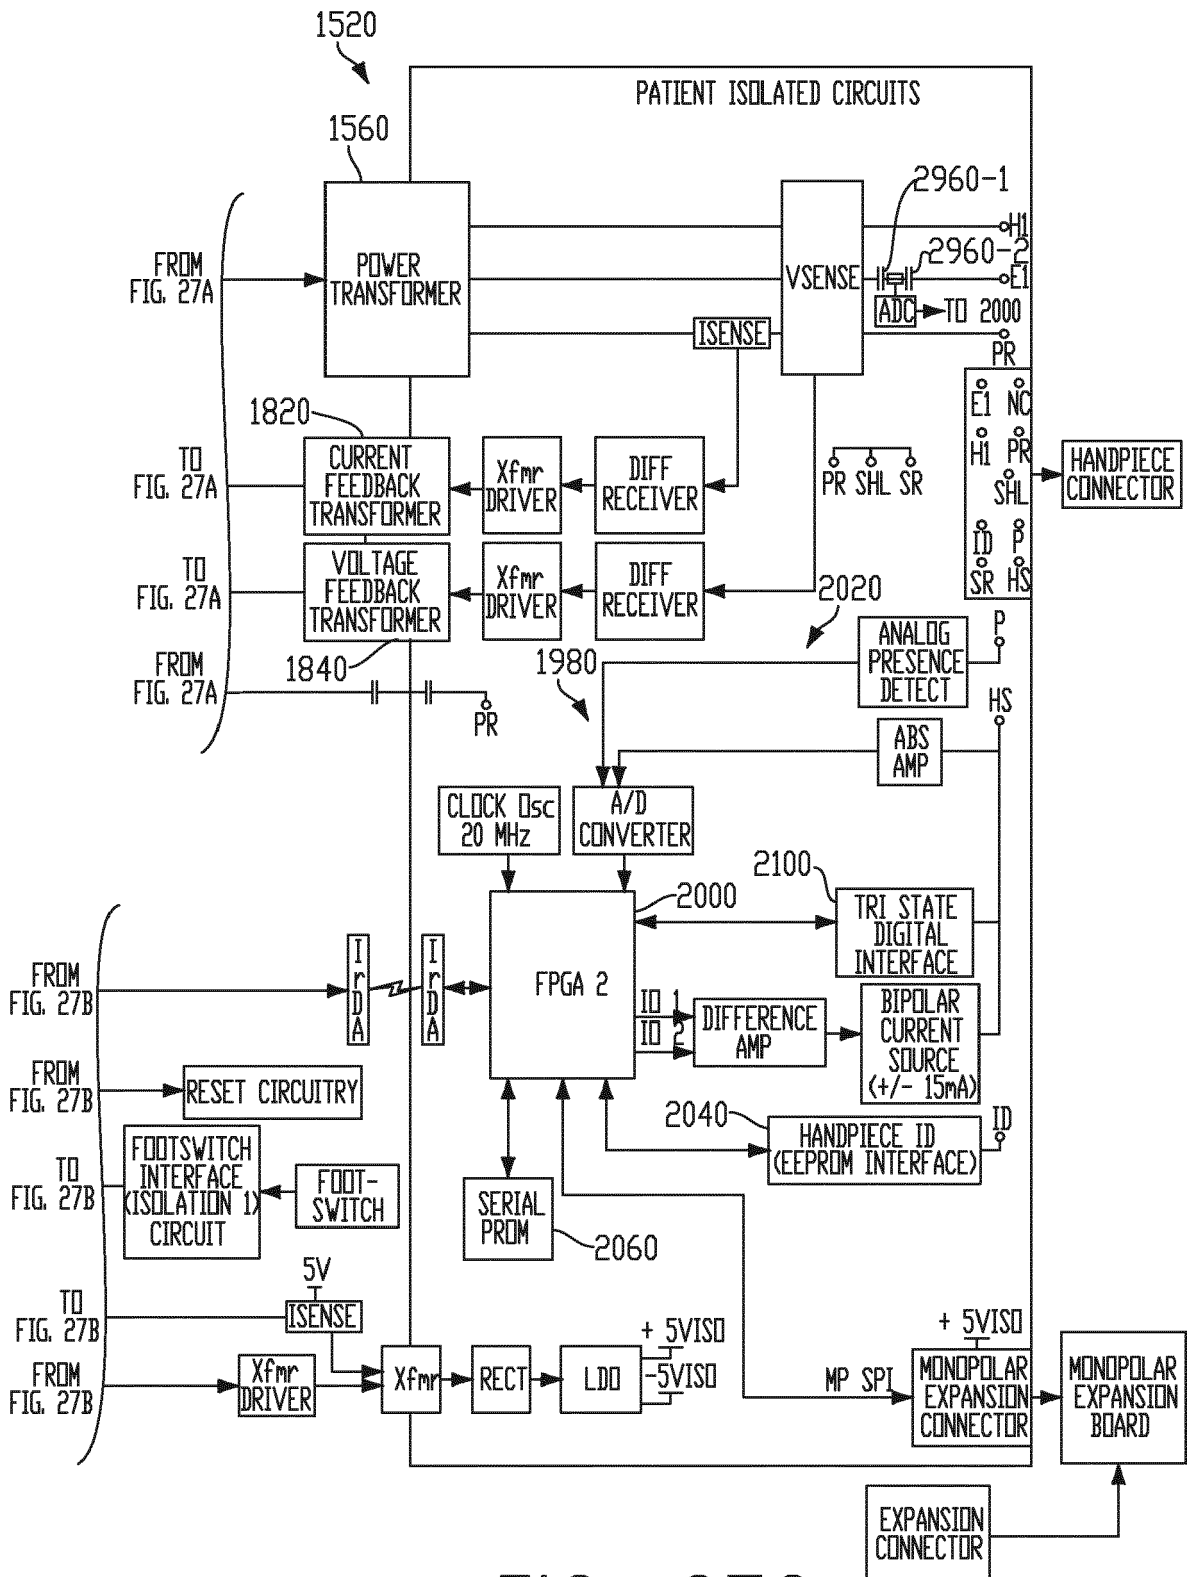 1520
PATIENT ISOLATED CIRCUITS
1560
2960-1
H1
2960-2
FROM
FIG. 27A
POWER
TRANSFORMER
VSENSE
E1
ADC
TO 2000
ISENSE
PR
1820
E1 NC
H1 PR
SHL
ID P
SR HS
HANDPIECE
CONNECTOR
TO
FIG. 27A
CURRENT
FEEDBACK
TRANSFORMER
Xfmr
DRIVER
DIFF
RECEIVER
PR SHL SR
TO
FIG. 27A
VOLTAGE
FEEDBACK
TRANSFORMER
Xfmr
DRIVER
DIFF
RECEIVER
2020
1840
1980
ANALOG
PRESENCE
DETECT
P
FROM
FIG. 27A
PR
HS
ABS
AMP
CLOCK Osc
20 MHz
A/D
CONVERTER
2100
2000
TRI STATE
DIGITAL
INTERFACE
FROM
FIG. 27B
IrDA
IrDA
FPGA 2
IO 1
IO 2
DIFFERENCE
AMP
BIPOLAR
CURRENT
SOURCE
(+/- 15mA)
FROM
FIG. 27B
RESET CIRCUITRY
2040
HANDPIECE ID
(EEPROM INTERFACE)
ID
TO
FIG. 27B
FOOTSWITCH
INTERFACE
(ISOLATION 1)
CIRCUIT
FOOT-
SWITCH
SERIAL
PROM
2060
5V
TO
FIG. 27B
ISENSE
+ 5VISO
FROM
FIG. 27B
Xfmr
DRIVER
Xfmr
RECT
LDO
-5VISO
MP SPI
+ 5VISO
MONOPOLAR
EXPANSION
CONNECTOR
MONOPOLAR
EXPANSION
BOARD
EXPANSION
CONNECTOR